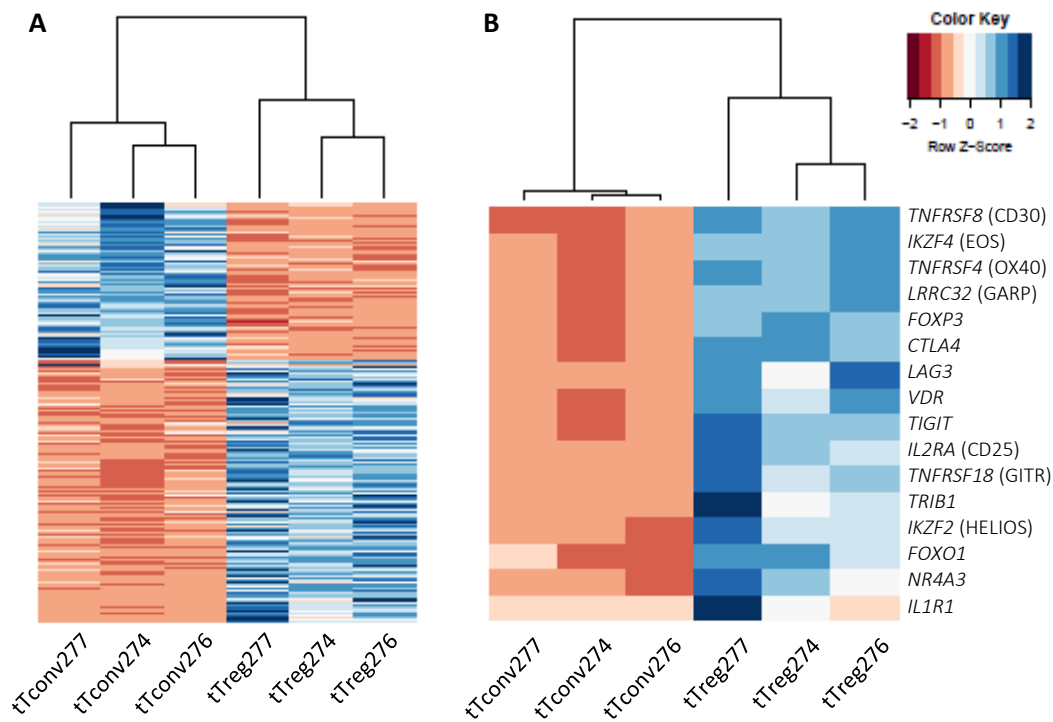 A
B
Color Key
−2 −1 0 1 2
Row Z−Score
TNFRSF8 (CD30)
IKZF4 (EOS)
TNFRSF4 (OX40)
LRRC32 (GARP)
FOXP3
CTLA4
LAG3
VDR
TIGIT
IL2RA (CD25)
TNFRSF18 (GITR)
TRIB1
IKZF2 (HELIOS)
FOXO1
NR4A3
IL1R1
tTconv277
tTconv274
tTconv276
tTreg277
tTreg274
tTreg276
tTconv277
tTconv274
tTconv276
tTreg277
tTreg274
tTreg276